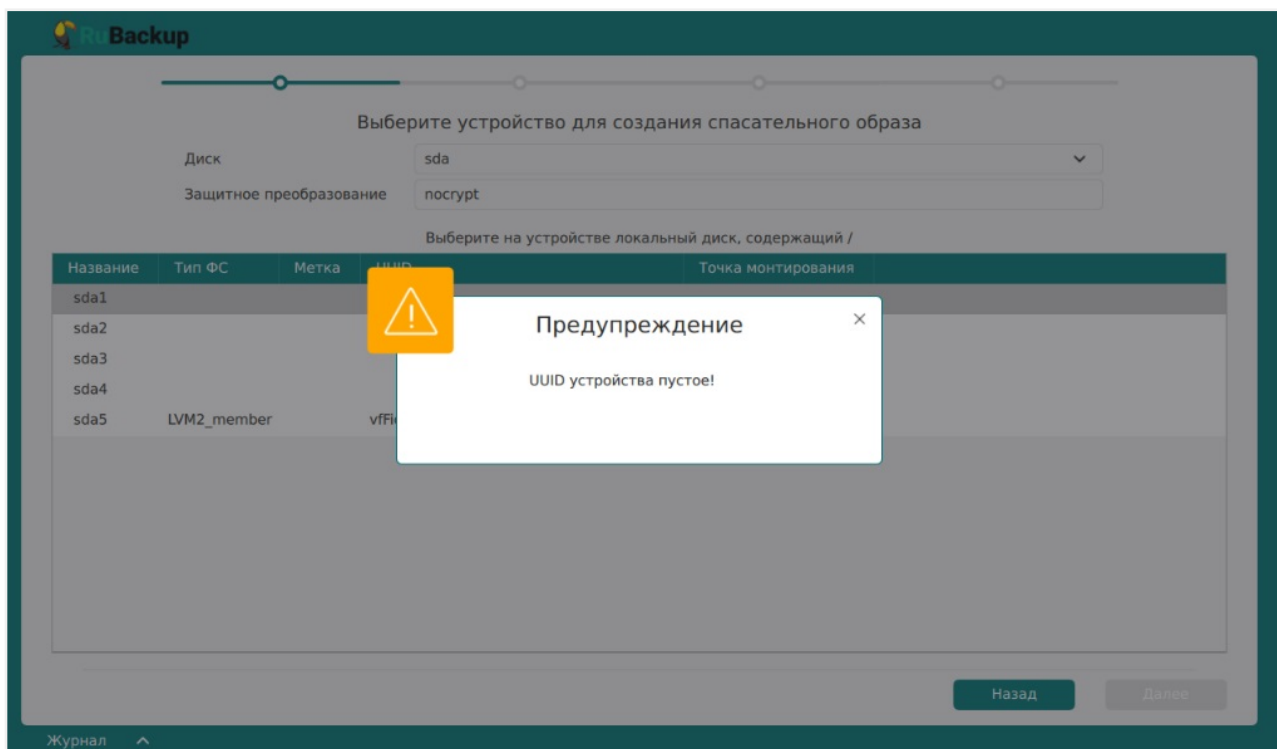 RuBackup
Выберите устройство для создания спасательного образа
Диск sda
Защитное преобразование nocrypt
Выберите на устройстве локальный диск, содержащий /
Название Тип ФС Метка UUID Точка монтирования
sda1
Предупреждение
sda2
sda3
UUID устройства пустое!
sda4
sda5 LVM2_member
Назад Далее
Журнал